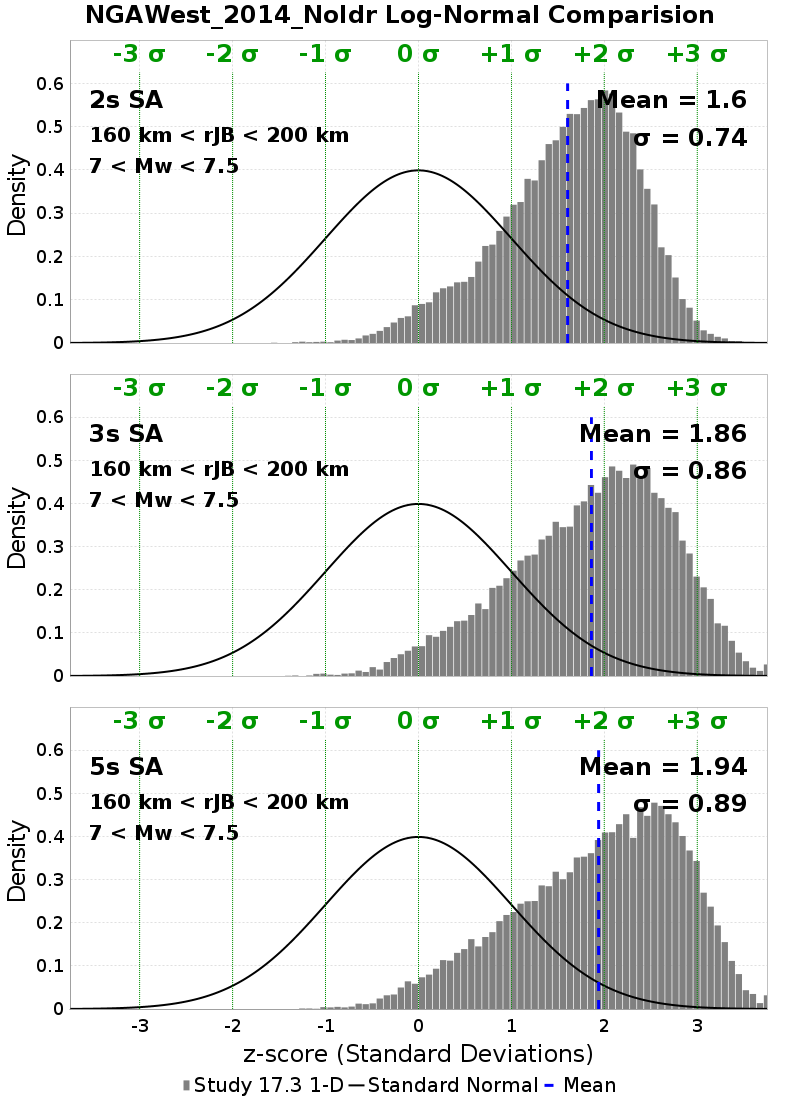 NGAWest_2014_NoIdr Log-Normal Comparision
-3 σ -2 σ -1 σ 0 σ +1 σ +2 σ +3 σ
2s SA
Mean = 1.6
160 km < rJB < 200 km
σ = 0.74
7 < Mw < 7.5
0.6
0.5
0.4
0.3
0.2
0.1
0
Density
-3 σ -2 σ -1 σ 0 σ +1 σ +2 σ +3 σ
3s SA
Mean = 1.86
160 km < rJB < 200 km
σ = 0.86
7 < Mw < 7.5
0.6
0.5
0.4
0.3
0.2
0.1
0
Density
-3 σ -2 σ -1 σ 0 σ +1 σ +2 σ +3 σ
5s SA
Mean = 1.94
160 km < rJB < 200 km
σ = 0.89
7 < Mw < 7.5
0.6
0.5
0.4
0.3
0.2
0.1
0
Density
-3 -2 -1 0 1 2 3
z-score (Standard Deviations)
Study 17.3 1-D Standard Normal Mean